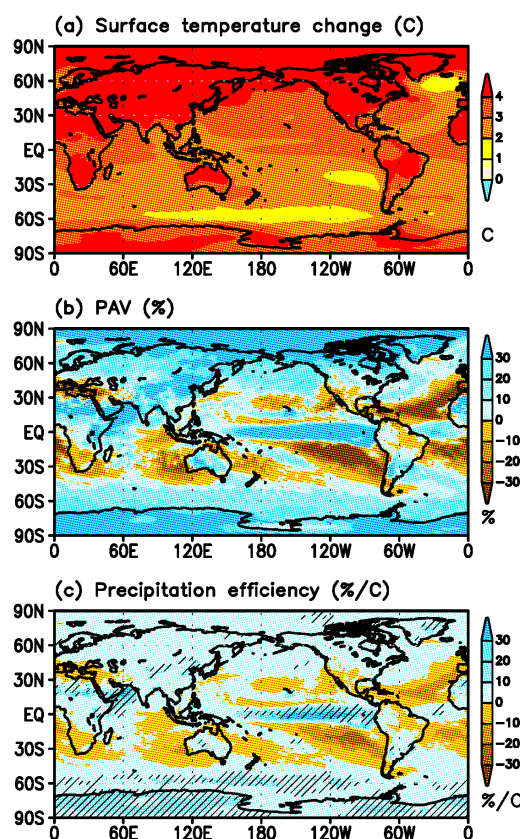 (a) Surface temperature change (C)
90N
60N
30N
EQ
30S
60S
90S
0 60E 120E 180 120W 60W 0
4
3
2
1
0
C
(b) PAV (%)
90N
60N
30N
EQ
30S
60S
90S
0 60E 120E 180 120W 60W 0
30
20
10
0
-10
-20
-30
%
(c) Precipitation efficiency (%/C)
90N
60N
30N
EQ
30S
60S
90S
0 60E 120E 180 120W 60W 0
30
20
10
0
-10
-20
-30
%/C